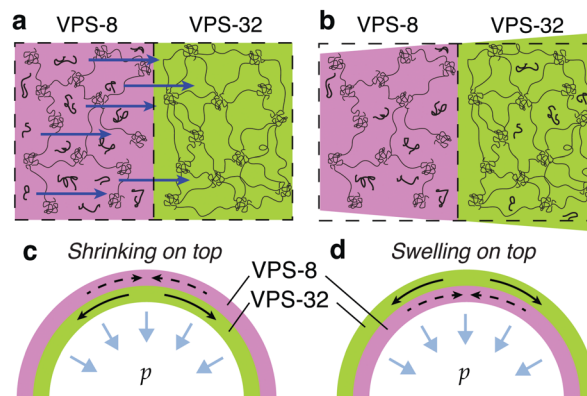 a VPS-8 VPS-32
b VPS-8 VPS-32
c Shrinking on top
d Swelling on top
VPS-8
VPS-32
p
p